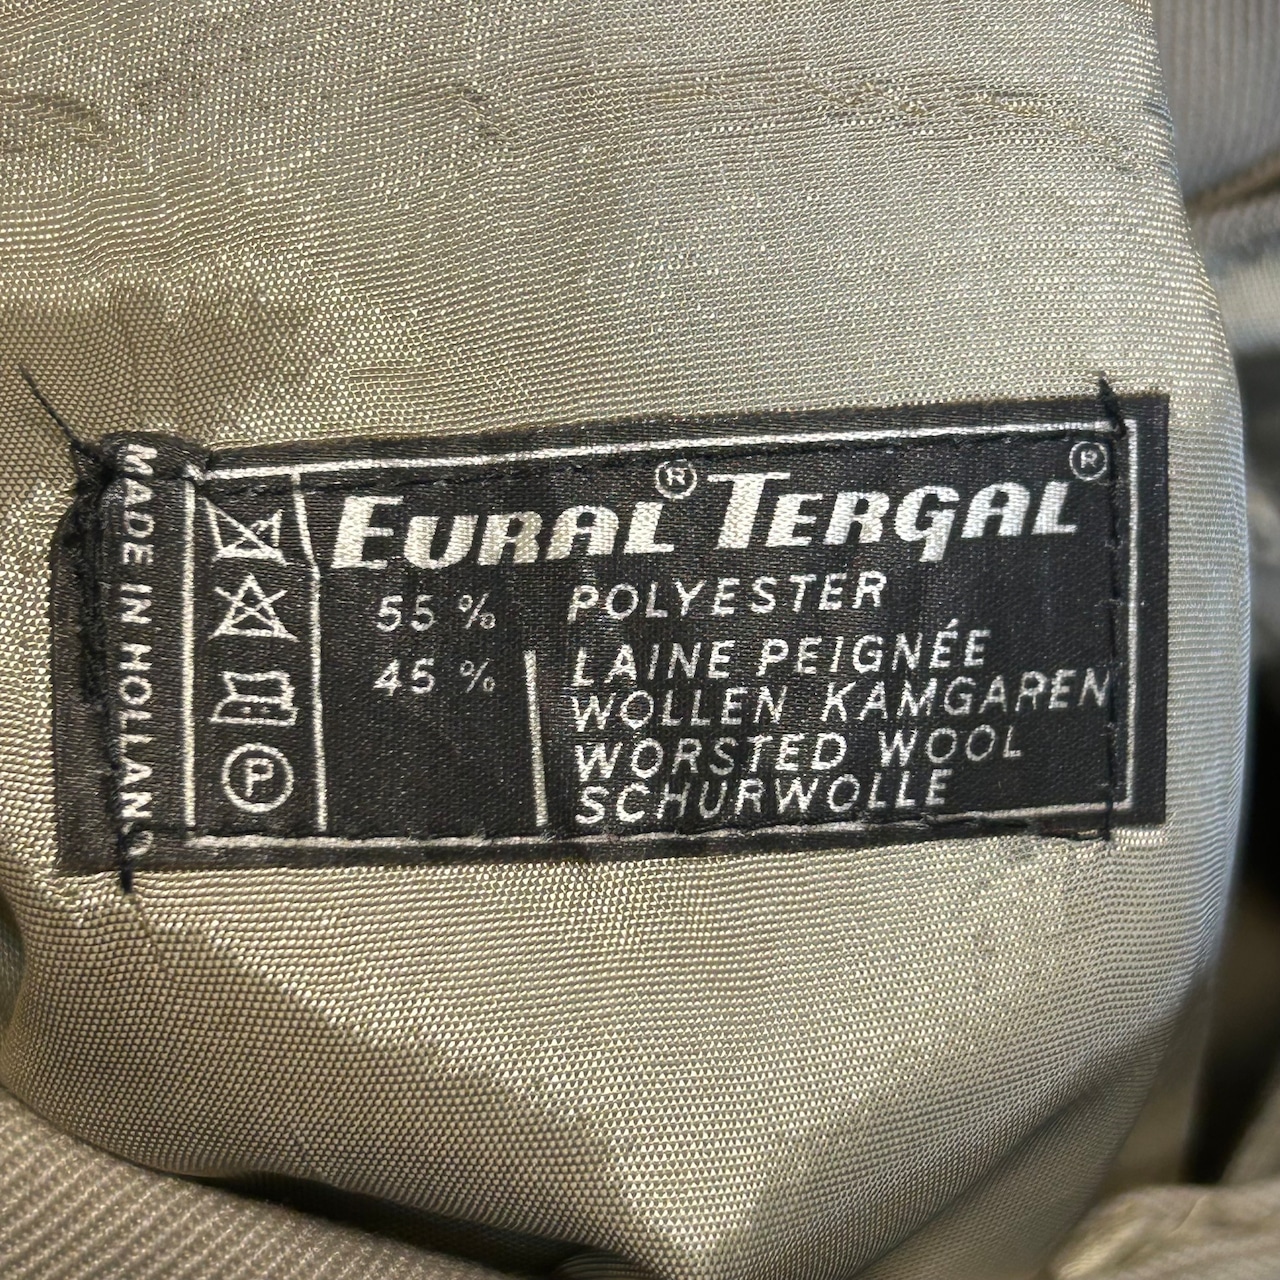 MADE IN HOLLAND
EURAL® TERGAL®
55 % POLYESTER
45 % LAINE PEIGNÉE
WOLLEN KAMGAREN
WORSTED WOOL
SCHURWOLLE
P